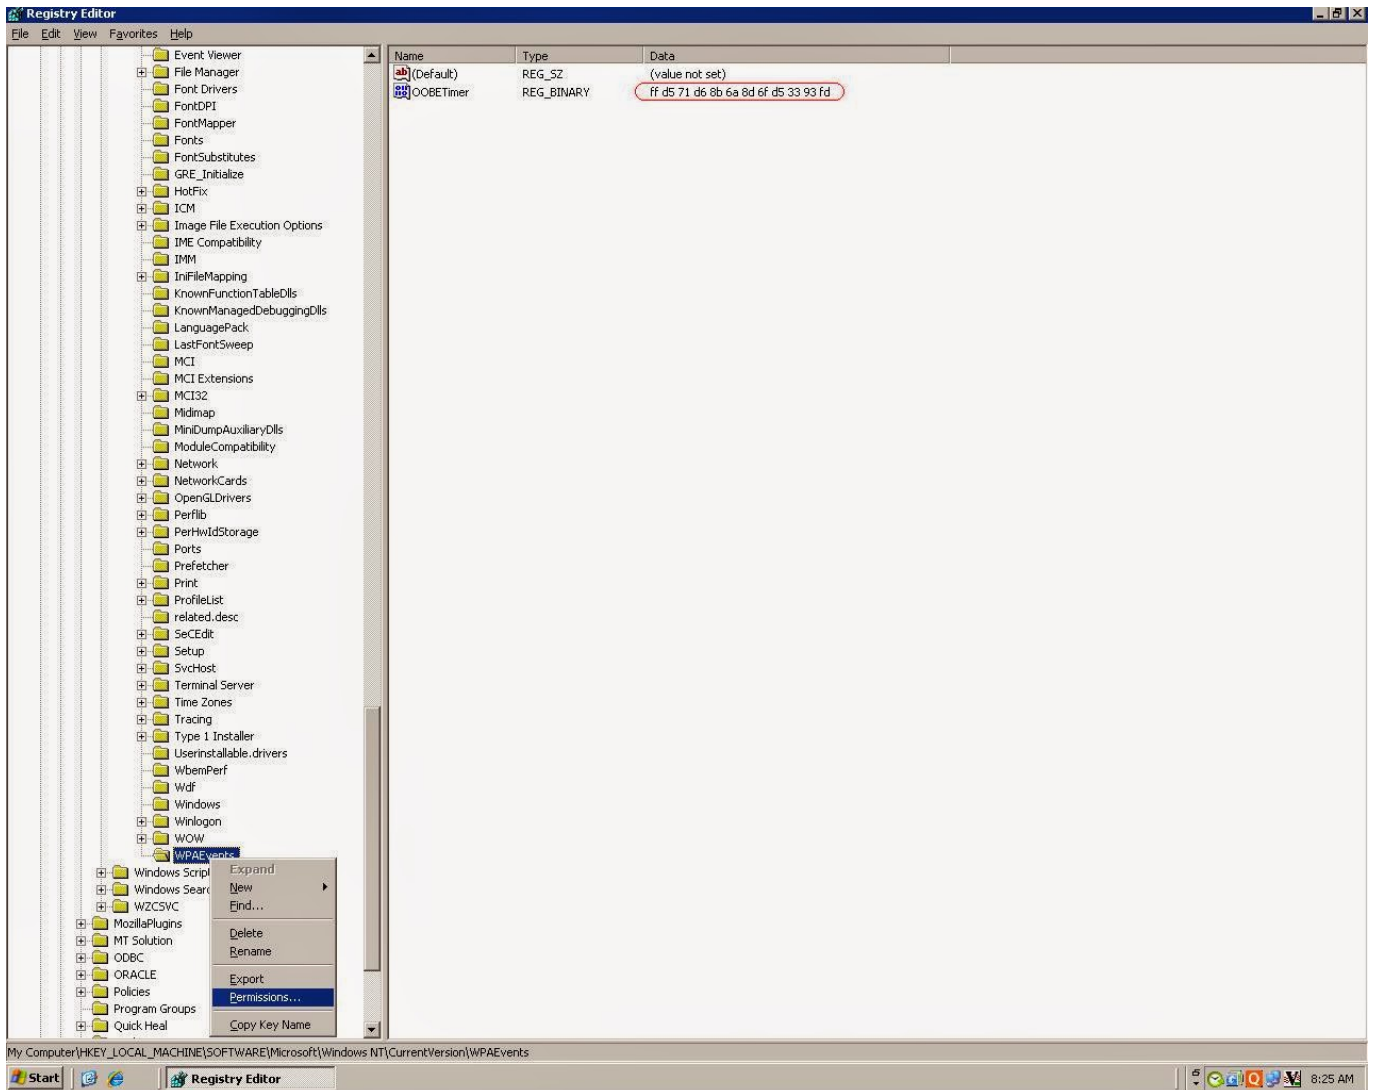 Registry Editor
File Edit View Favorites Help
Event Viewer
File Manager
Font Drivers
FontDPI
FontMapper
Fonts
FontSubstitutes
GRE_Initialize
HotFix
ICM
Image File Execution Options
IME Compatibility
IMM
IniFileMapping
KnownFunctionTableDlls
KnownManagedDebuggingDlls
LanguagePack
LastFontSweep
MCI
MCI Extensions
MCI32
Midimap
MiniDumpAuxiliaryDlls
ModuleCompatibility
Network
NetworkCards
OpenGLDrivers
Perflib
PerHwIdStorage
Ports
Prefetcher
Print
ProfileList
related.desc
SeCEdit
Setup
SvcHost
Terminal Server
Time Zones
Tracing
Type 1 Installer
Userinstallable.drivers
WbemPerf
Wdf
Windows
Winlogon
WOW
WPAEvents
Windows Script
Windows Sear
WZCSVC
MozillaPlugins
MT Solution
ODBC
ORACLE
Policies
Program Groups
Quick Heal
Expand
New
Find...
Delete
Rename
Export
Permissions...
Copy Key Name
Name Type Data
ab (Default) REG_SZ (value not set)
OOBETimer REG_BINARY ff d5 71 d6 8b 6a 8d 6f d5 33 93 fd
My Computer\HKEY_LOCAL_MACHINE\SOFTWARE\Microsoft\Windows NT\CurrentVersion\WPAEvents
Start Registry Editor 8:25 AM